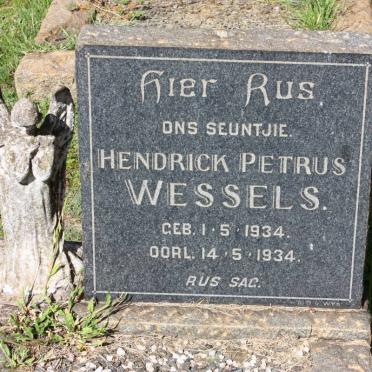 Hier Rus.
ONS SEUNTJIE.
HENDRICK PETRUS
WESSELS.
GEB. 1·5·1934.
OORL. 14·5·1934.
RUS SAG.